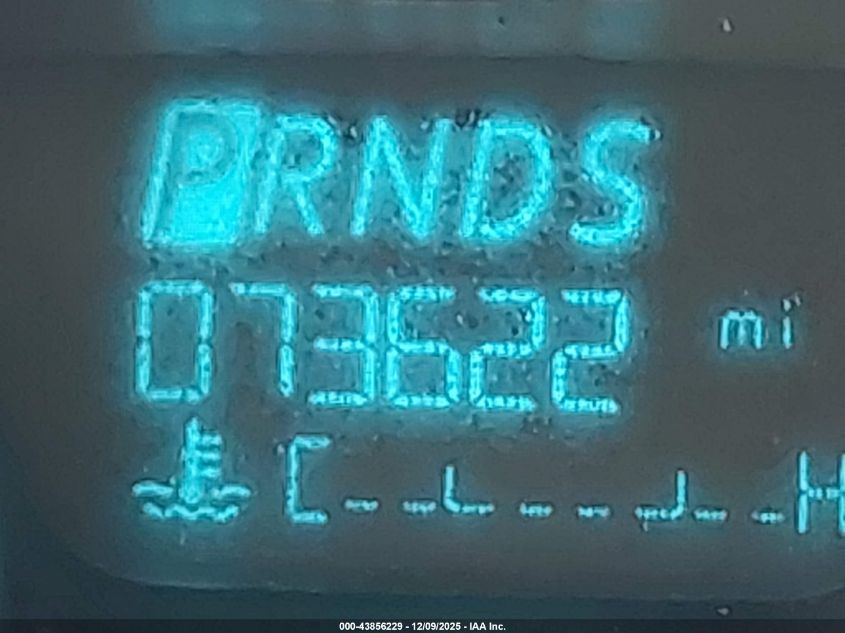 PRNDS
073622 mi
C H
000-43856229 - 12/09/2025 - IAA Inc.